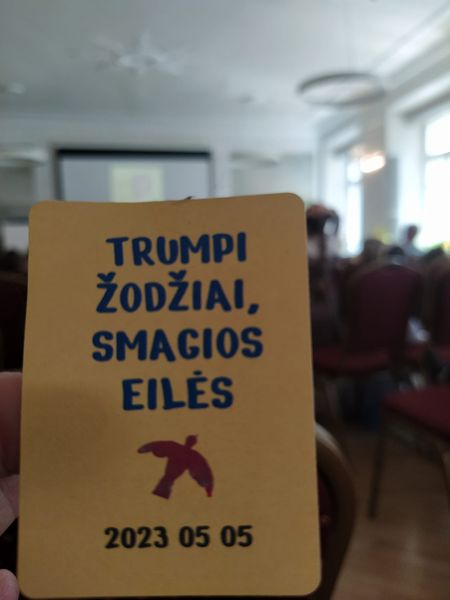 TRUMPI
ŽODŽIAI,
SMAGIOS
EILĖS
2023 05 05